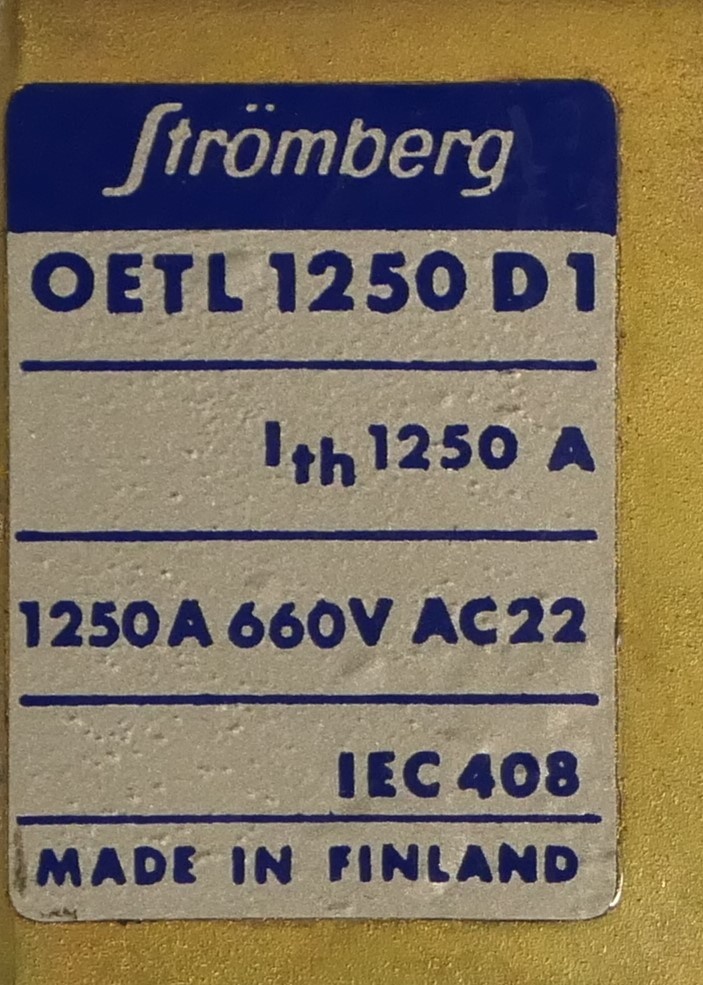 Strömberg
OETL 1250 D1
Ith 1250 A
1250A 660V AC22
IEC 408
MADE IN FINLAND